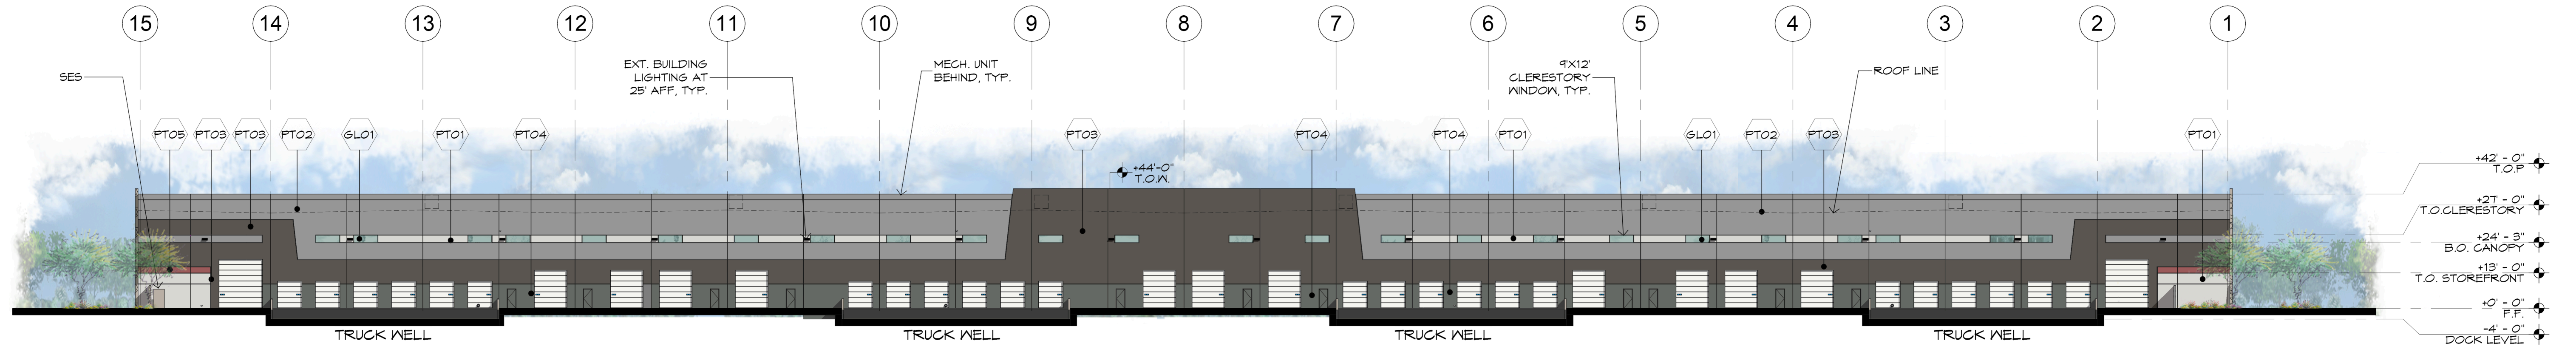 15 14 13 12 11 10 9 8 7 6 5 4 3 2 1
SES
EXT. BUILDING
LIGHTING AT
25' AFF, TYP.
MECH. UNIT
BEHIND, TYP.
9'X12'
CLERESTORY
WINDOW, TYP.
ROOF LINE
PT05 PT03 PT03 PT02 GL01 PT01 PT04 PT03 PT04 PT04 PT01 GL01 PT02 PT03 PT01
+44'-0"
T.O.W.
+42' - 0"
T.O.P
+27' - 0"
T.O.CLERESTORY
+24' - 3"
B.O. CANOPY
+13' - 0"
T.O. STOREFRONT
+0' - 0"
F.F.
-4' - 0"
DOCK LEVEL
TRUCK WELL TRUCK WELL TRUCK WELL TRUCK WELL